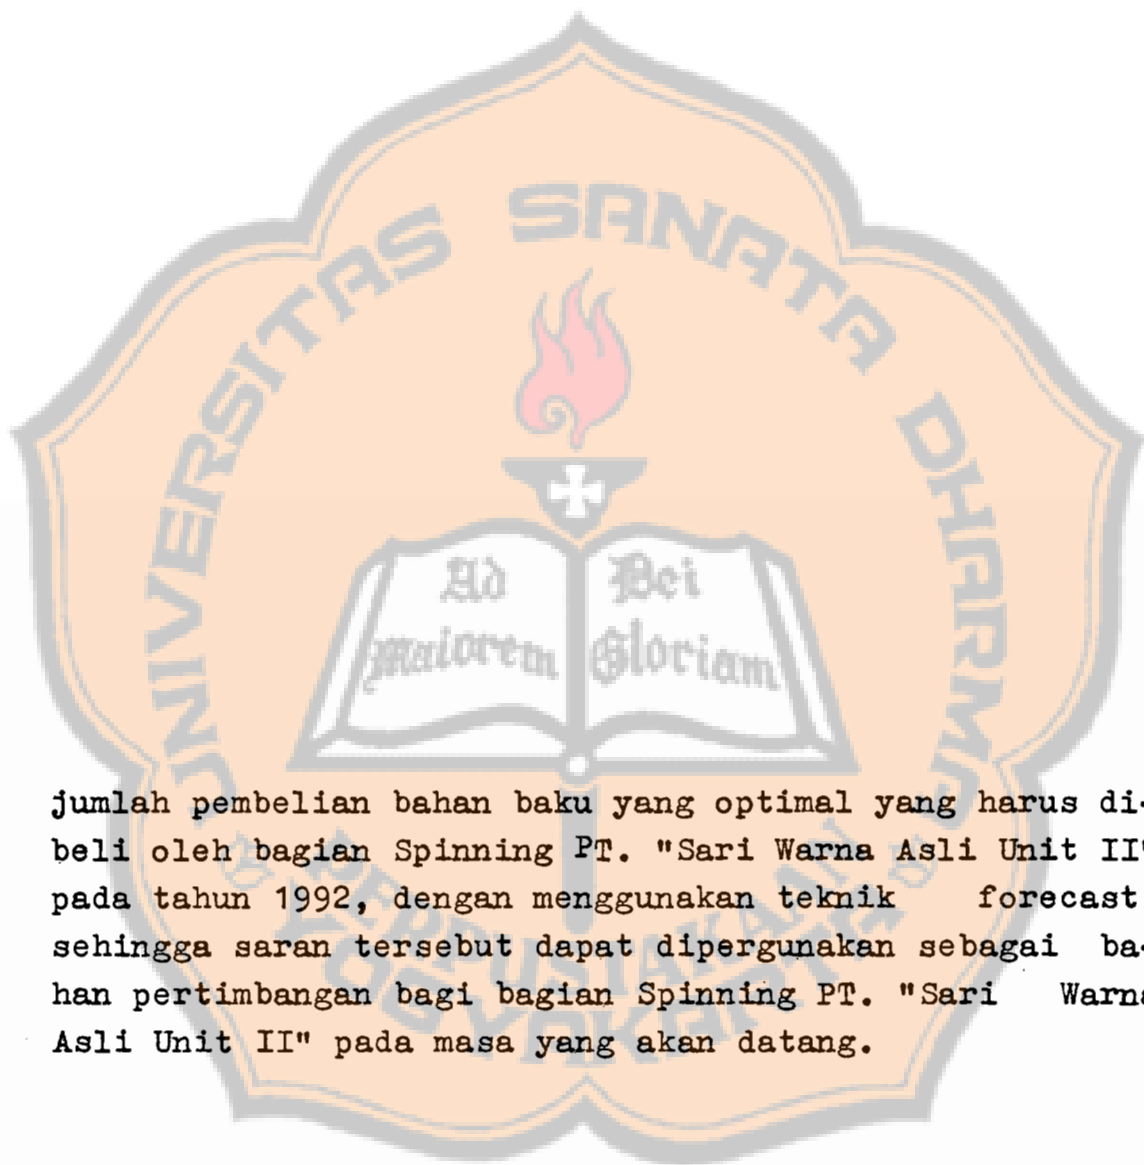 UNIVERSITAS SANATA DHARMA
Ad Dei
Maiorem Gloriam
PERPUSTAKAAN
YOGYAKARTA
jumlah pembelian bahan baku yang optimal yang harus di-
beli oleh bagian Spinning PT. "Sari Warna Asli Unit II"
pada tahun 1992, dengan menggunakan teknik forecast
sehingga saran tersebut dapat dipergunakan sebagai ba-
han pertimbangan bagi bagian Spinning PT. "Sari Warna
Asli Unit II" pada masa yang akan datang.